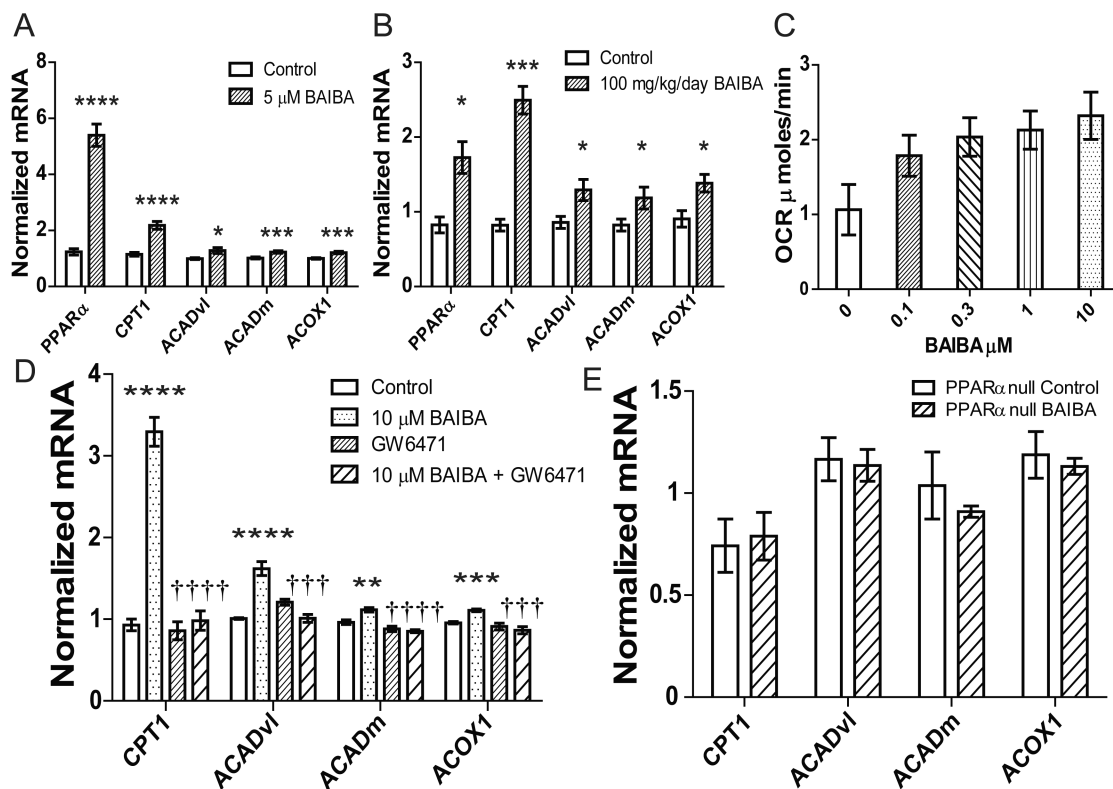 A
Normalized mRNA
8
6
4
2
0
Control
5 μM BAIBA
****
****
*
***
***
PPARα
CPT1
ACADvl
ACADm
ACOX1
B
Normalized mRNA
3
2
1
0
Control
100 mg/kg/day BAIBA
*
***
*
*
*
PPARα
CPT1
ACADvl
ACADm
ACOX1
C
OCR μ moles/min
3
2
1
0
0
0.1
0.3
1
10
BAIBA μM
D
Normalized mRNA
4
3
2
1
0
Control
10 μM BAIBA
GW6471
10 μM BAIBA + GW6471
****
††††
****
†††
**
††††
***
†††
CPT1
ACADvl
ACADm
ACOX1
E
Normalized mRNA
1.5
1
0.5
0
PPARα null Control
PPARα null BAIBA
CPT1
ACADvl
ACADm
ACOX1